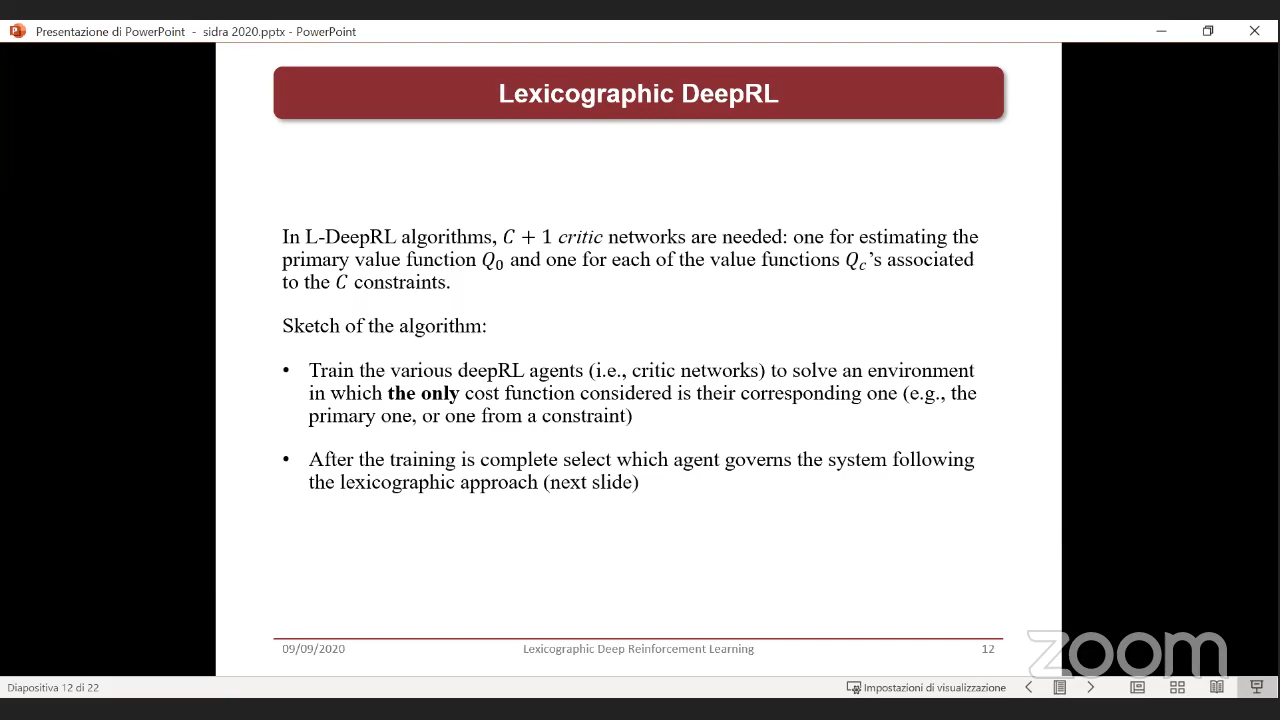 Presentazione di PowerPoint - sidra 2020.pptx - PowerPoint
Lexicographic DeepRL
In L-DeepRL algorithms, C + 1 critic networks are needed: one for estimating the
primary value function Q₀ and one for each of the value functions Q_c's associated
to the C constraints.
Sketch of the algorithm:
• Train the various deepRL agents (i.e., critic networks) to solve an environment
in which the only cost function considered is their corresponding one (e.g., the
primary one, or one from a constraint)
• After the training is complete select which agent governs the system following
the lexicographic approach (next slide)
09/09/2020 Lexicographic Deep Reinforcement Learning 12
zoom
Diapositiva 12 di 22 Impostazioni di visualizzazione